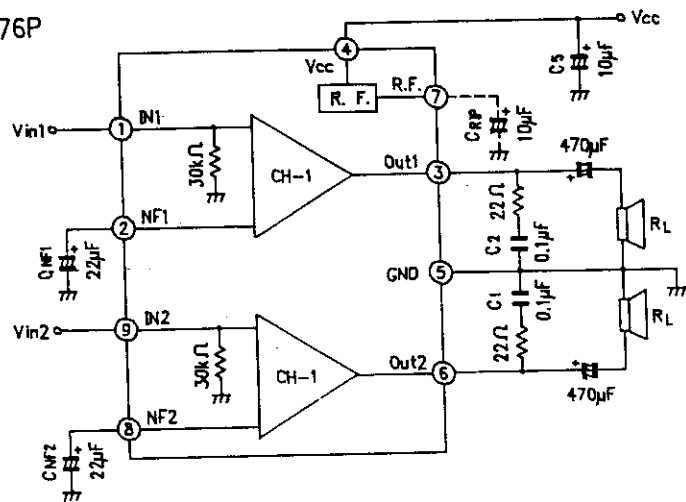 76P
Vcc
4
Vcc
C5
10μF
R. F.
R.F.
7
CRIP
10μF
Vin1
1
IN1
30kΩ
CH-1
Out1
3
470μF
22Ω
C2
0.1μF
RL
2
NF1
CNF1
22μF
GND
5
C1
0.1μF
22Ω
RL
Vin2
9
IN2
30kΩ
CH-1
Out2
6
470μF
8
NF2
CNF2
22μF